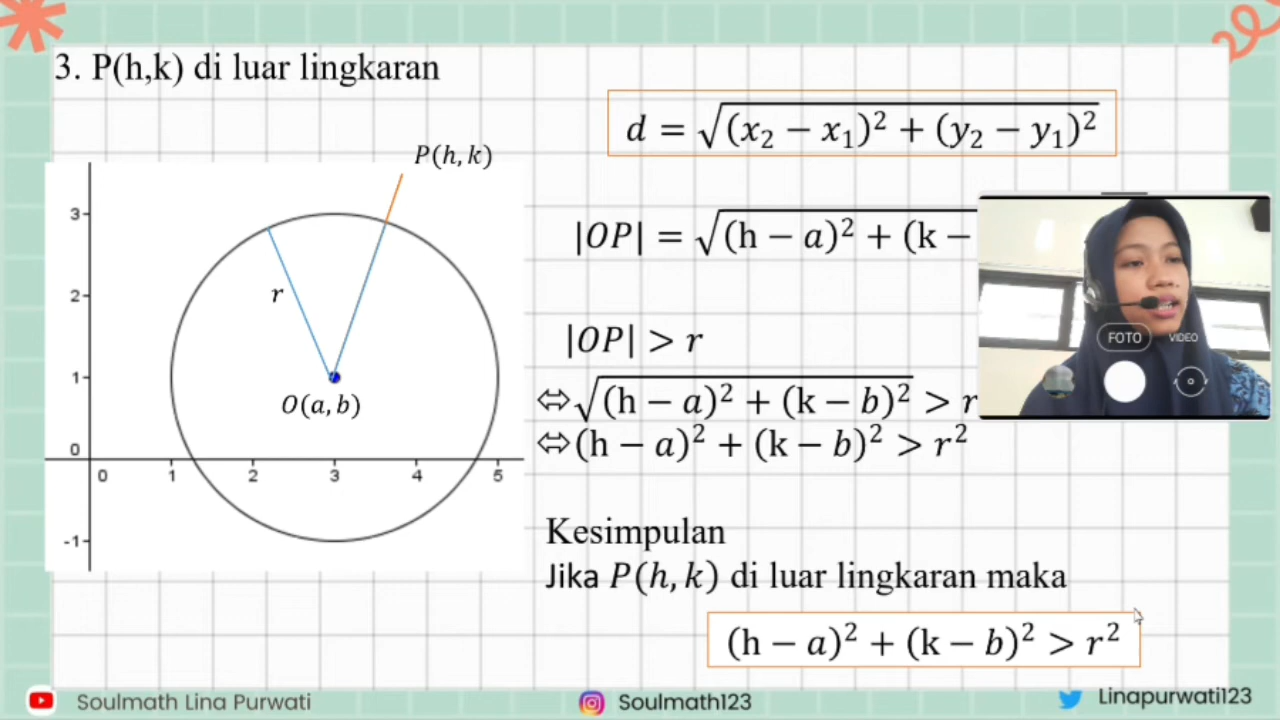 3. P(h,k) di luar lingkaran
d = √(x₂ − x₁)² + (y₂ − y₁)²
P(h, k)
|OP| = √(h − a)² + (k −
r
O(a, b)
3
2
1
0
-1
0 1 2 3 4 5
|OP| > r
⇔ √(h − a)² + (k − b)² > r
⇔ (h − a)² + (k − b)² > r²
FOTO VIDEO
Kesimpulan
Jika P(h, k) di luar lingkaran maka
(h − a)² + (k − b)² > r²
Soulmath Lina Purwati
Soulmath123
Linapurwati123